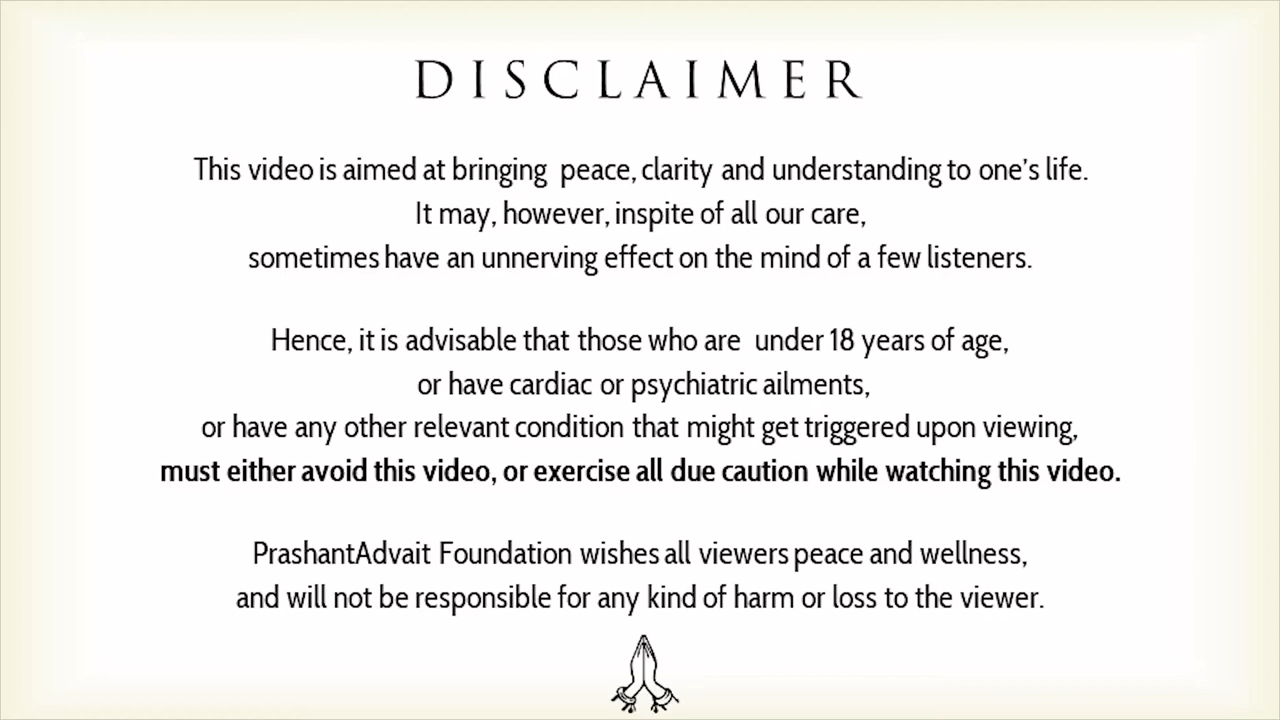 DISCLAIMER
This video is aimed at bringing peace, clarity and understanding to one's life.
It may, however, inspite of all our care,
sometimes have an unnerving effect on the mind of a few listeners.
Hence, it is advisable that those who are under 18 years of age,
or have cardiac or psychiatric ailments,
or have any other relevant condition that might get triggered upon viewing,
must either avoid this video, or exercise all due caution while watching this video.
PrashantAdvait Foundation wishes all viewers peace and wellness,
and will not be responsible for any kind of harm or loss to the viewer.